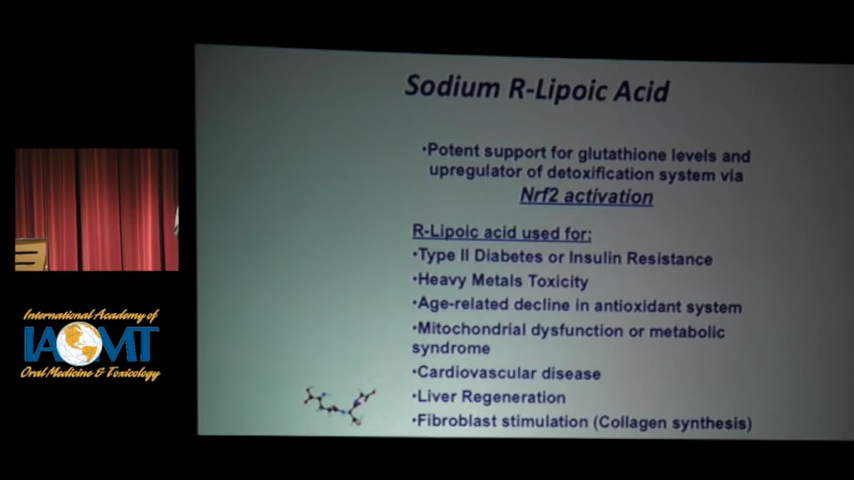 Sodium R-Lipoic Acid
•Potent support for glutathione levels and
upregulator of detoxification system via
Nrf2 activation
R-Lipoic acid used for:
•Type II Diabetes or Insulin Resistance
•Heavy Metals Toxicity
•Age-related decline in antioxidant system
•Mitochondrial dysfunction or metabolic
syndrome
•Cardiovascular disease
•Liver Regeneration
•Fibroblast stimulation (Collagen synthesis)
International Academy of
IAOMT
Oral Medicine & Toxicology